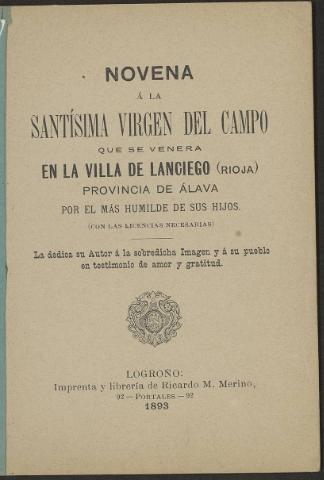 NOVENA
Á LA
SANTÍSIMA VIRGEN DEL CAMPO
QUE SE VENERA
EN LA VILLA DE LANCIEGO (RIOJA)
PROVINCIA DE ÁLAVA
POR EL MÁS HUMILDE DE SUS HIJOS.
(CON LAS LICENCIAS NECESARIAS)
La dedica su Autor á la sobredicha Imagen y á su pueblo
en testimonio de amor y gratitud.
LOGROÑO:
Imprenta y librería de Ricardo M. Merino,
92 — PORTALES — 92
1893